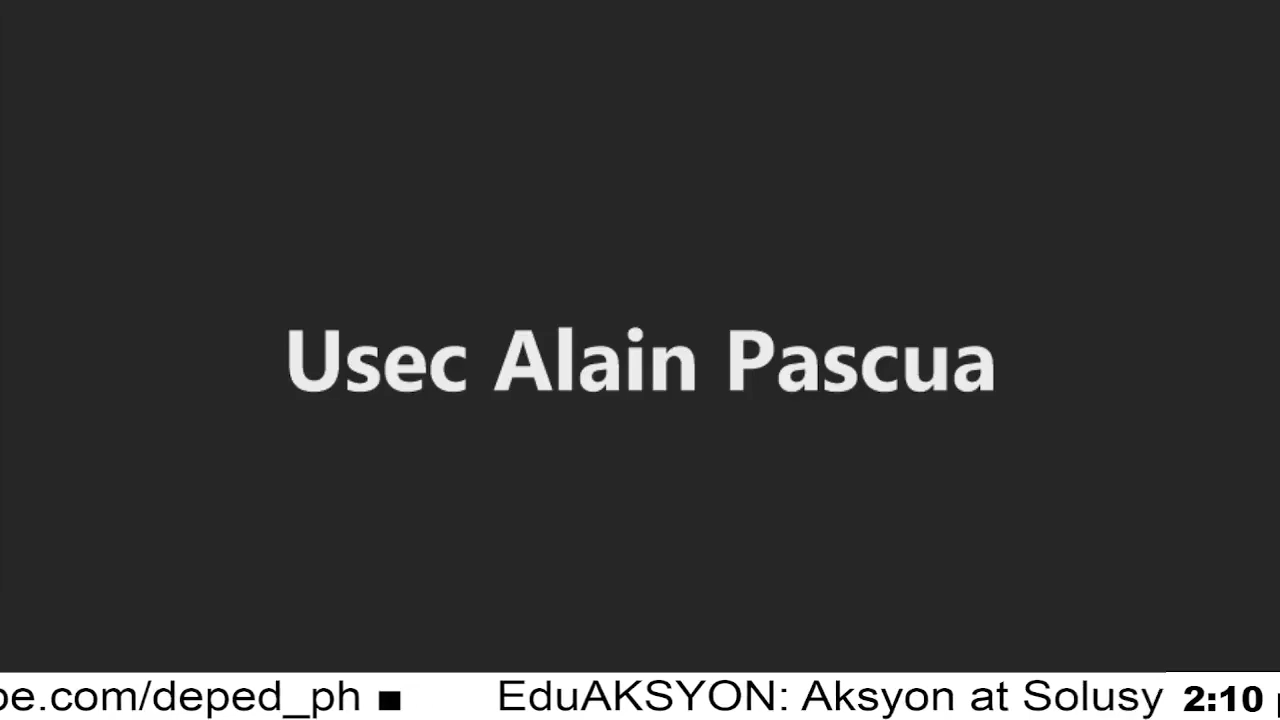 Usec Alain Pascua
be.com/deped_ph ■ EduAKSYON: Aksyon at Solusy 2:10